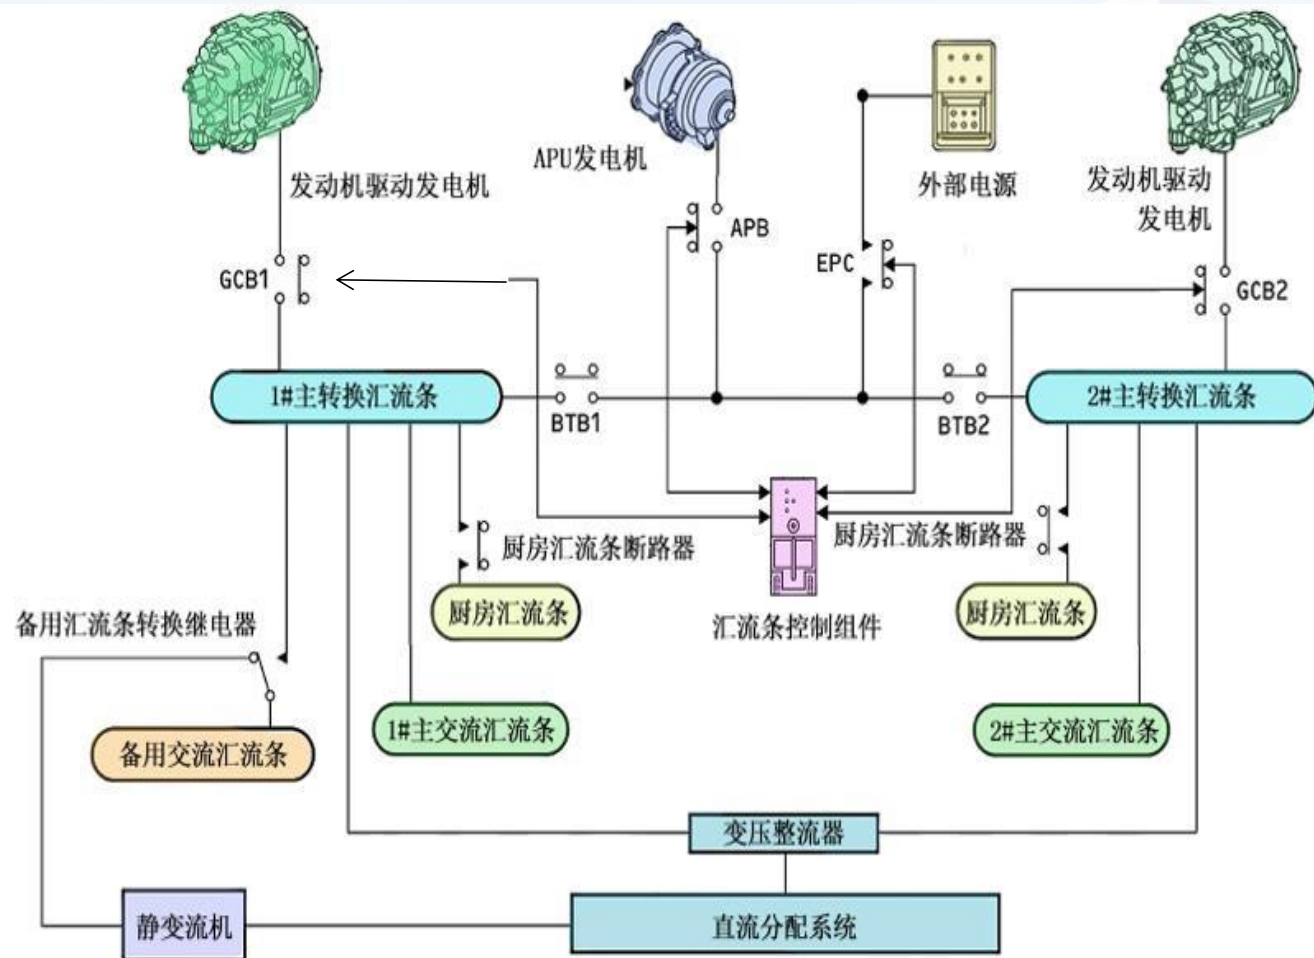 发动机驱动发电机
APU发电机
外部电源
发动机驱动
发电机
GCB1
APB
EPC
GCB2
1#主转换汇流条
BTB1
BTB2
2#主转换汇流条
厨房汇流条断路器
厨房汇流条断路器
厨房汇流条
汇流条控制组件
厨房汇流条
备用汇流条转换继电器
备用交流汇流条
1#主交流汇流条
2#主交流汇流条
变压整流器
静变流机
直流分配系统